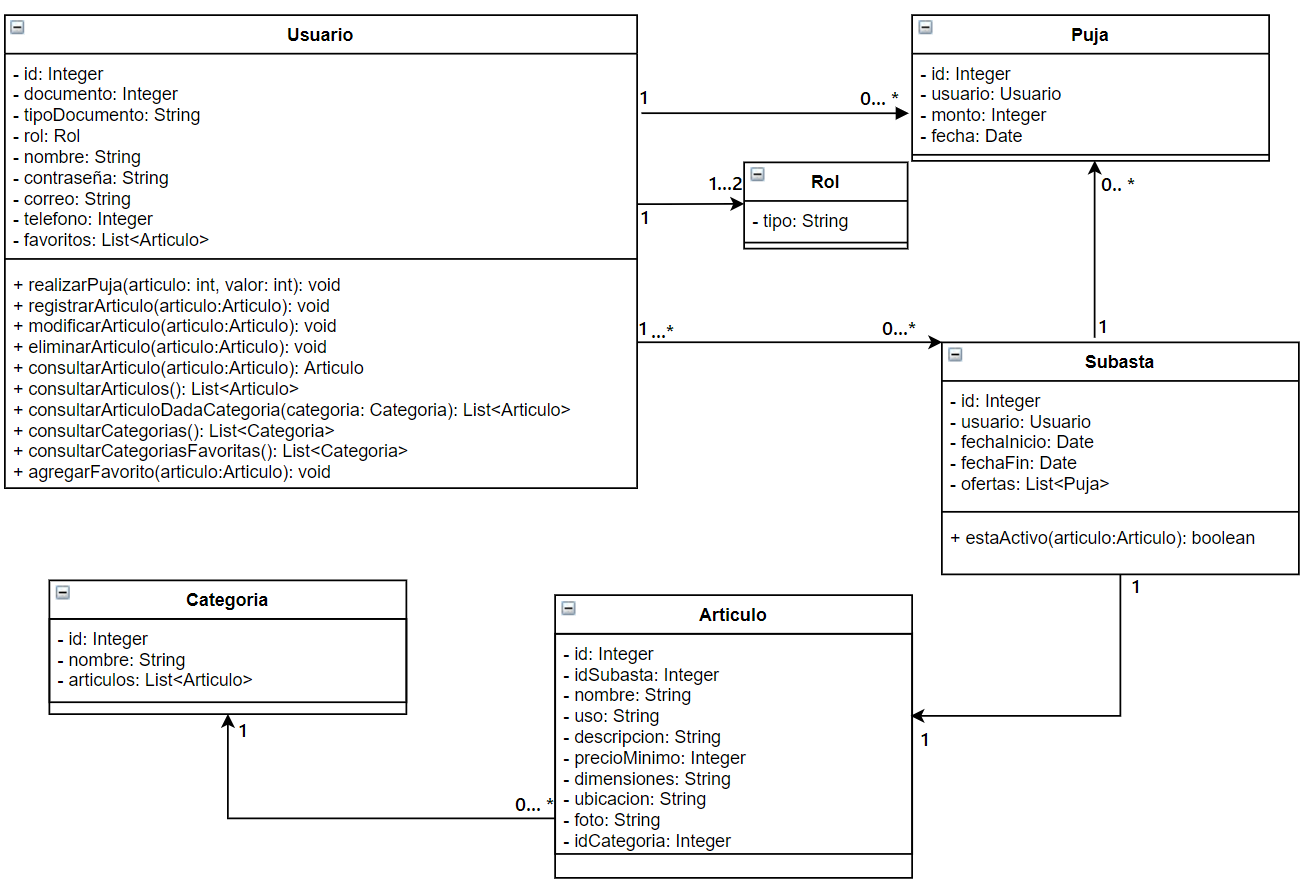 Usuario
- id: Integer
- documento: Integer
- tipoDocumento: String
- rol: Rol
- nombre: String
- contraseña: String
- correo: String
- telefono: Integer
- favoritos: List<Articulo>
+ realizarPuja(articulo: int, valor: int): void
+ registrarArticulo(articulo:Articulo): void
+ modificarArticulo(articulo:Articulo): void
+ eliminarArticulo(articulo:Articulo): void
+ consultarArticulo(articulo:Articulo): Articulo
+ consultarArticulos(): List<Articulo>
+ consultarArticuloDadaCategoria(categoria: Categoria): List<Articulo>
+ consultarCategorias(): List<Categoria>
+ consultarCategoriasFavoritas(): List<Categoria>
+ agregarFavorito(articulo:Articulo): void
1
0... *
Puja
- id: Integer
- usuario: Usuario
- monto: Integer
- fecha: Date
1
1...2
Rol
- tipo: String
0.. *
1
1...*
0...*
Subasta
- id: Integer
- usuario: Usuario
- fechaInicio: Date
- fechaFin: Date
- ofertas: List<Puja>
+ estaActivo(articulo:Articulo): boolean
1
1
Categoria
- id: Integer
- nombre: String
- articulos: List<Articulo>
1
0... *
Articulo
- id: Integer
- idSubasta: Integer
- nombre: String
- uso: String
- descripcion: String
- precioMinimo: Integer
- dimensiones: String
- ubicacion: String
- foto: String
- idCategoria: Integer